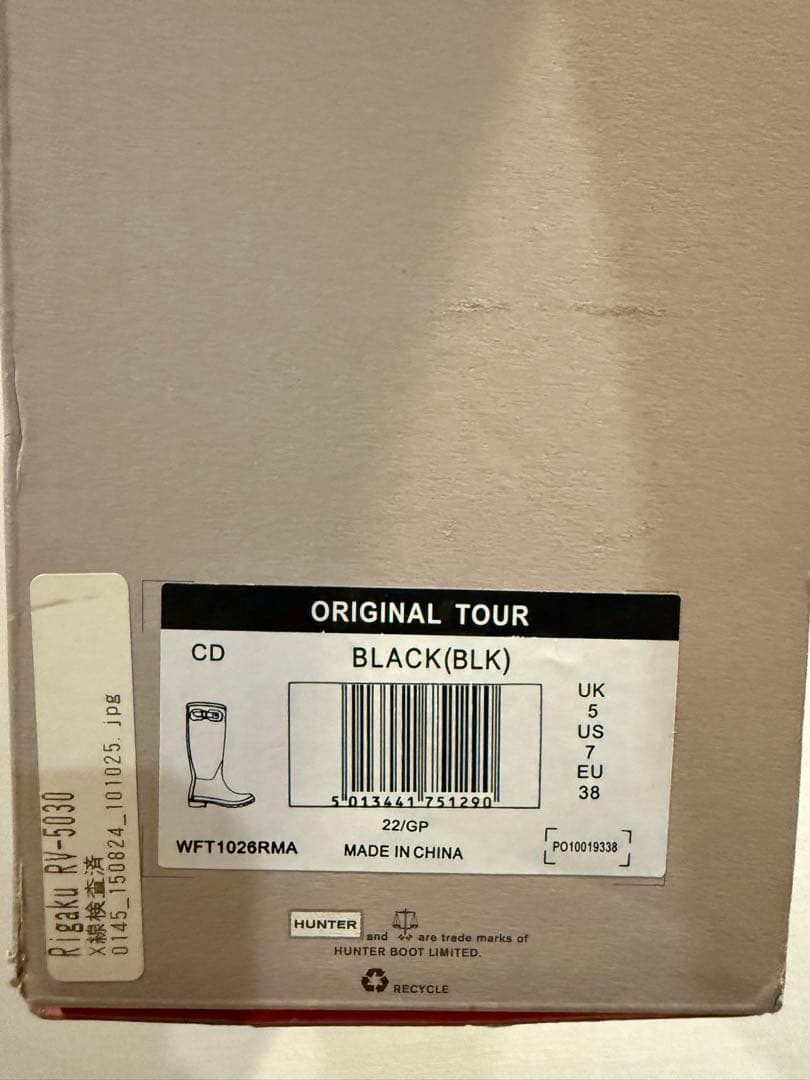 ORIGINAL TOUR
CD
BLACK(BLK)
UK
5
US
7
EU
38
5 013441 751290
22/GP
WFT1026RMA
MADE IN CHINA
PO10019338
HUNTER and are trade marks of
HUNTER BOOT LIMITED.
RECYCLE
Rigaku RV-5030
X線検査済
0145_150824_101025.jpg